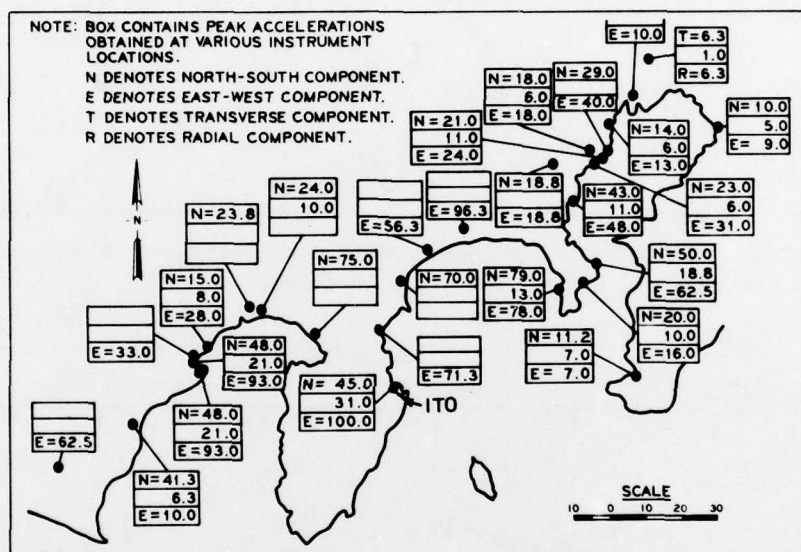 NOTE: BOX CONTAINS PEAK ACCELERATIONS
OBTAINED AT VARIOUS INSTRUMENT
LOCATIONS.
N DENOTES NORTH-SOUTH COMPONENT.
E DENOTES EAST-WEST COMPONENT.
T DENOTES TRANSVERSE COMPONENT.
R DENOTES RADIAL COMPONENT.
E=10.0
T=6.3
1.0
R=6.3
N=18.0
6.0
E=18.0
N=29.0
E=40.0
N=10.0
5.0
E= 9.0
N=21.0
11.0
E=24.0
N=14.0
6.0
E=13.0
N=24.0
10.0
N=23.8
E=56.3
E=96.3
N=18.8
E=18.8
N=43.0
11.0
E=48.0
N=23.0
6.0
E=31.0
N
N=15.0
8.0
E=28.0
N=75.0
N=70.0
N=79.0
13.0
E=78.0
N=50.0
18.8
E=62.5
E=33.0
N=48.0
21.0
E=93.0
E=71.3
N=11.2
7.0
E= 7.0
N=20.0
10.0
E=16.0
N= 45.0
31.0
E=100.0
ITO
E=62.5
N=48.0
21.0
E=93.0
N=41.3
6.3
E=10.0
SCALE
10 0 10 20 30